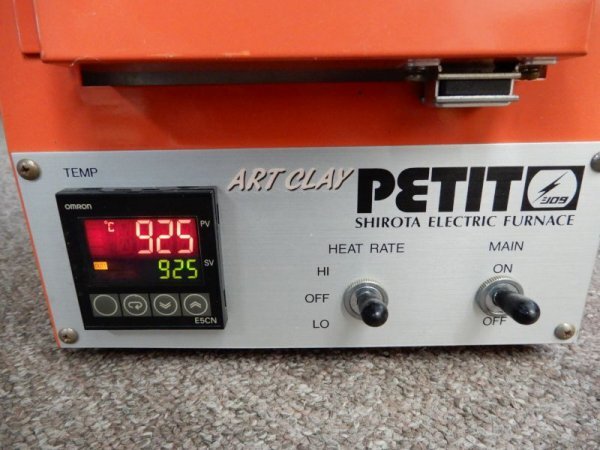 TEMP
ART CLAY
PETIT
SHIROTA ELECTRIC FURNACE
omron
°C 925 PV
925 SV
E5CN
HEAT RATE
HI
OFF
LO
MAIN
ON
OFF